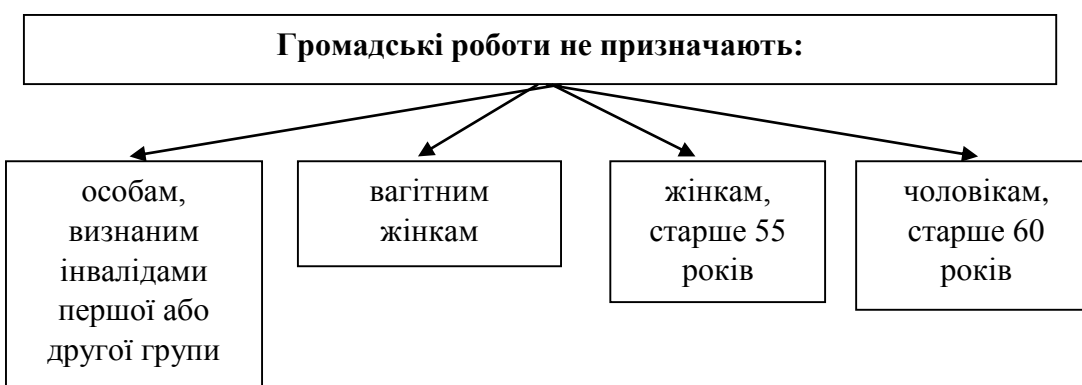 Громадські роботи не призначають:
особам,
визнаним
інвалідами
першої або
другої групи
вагітним
жінкам
жінкам,
старше 55
років
чоловікам,
старше 60
років